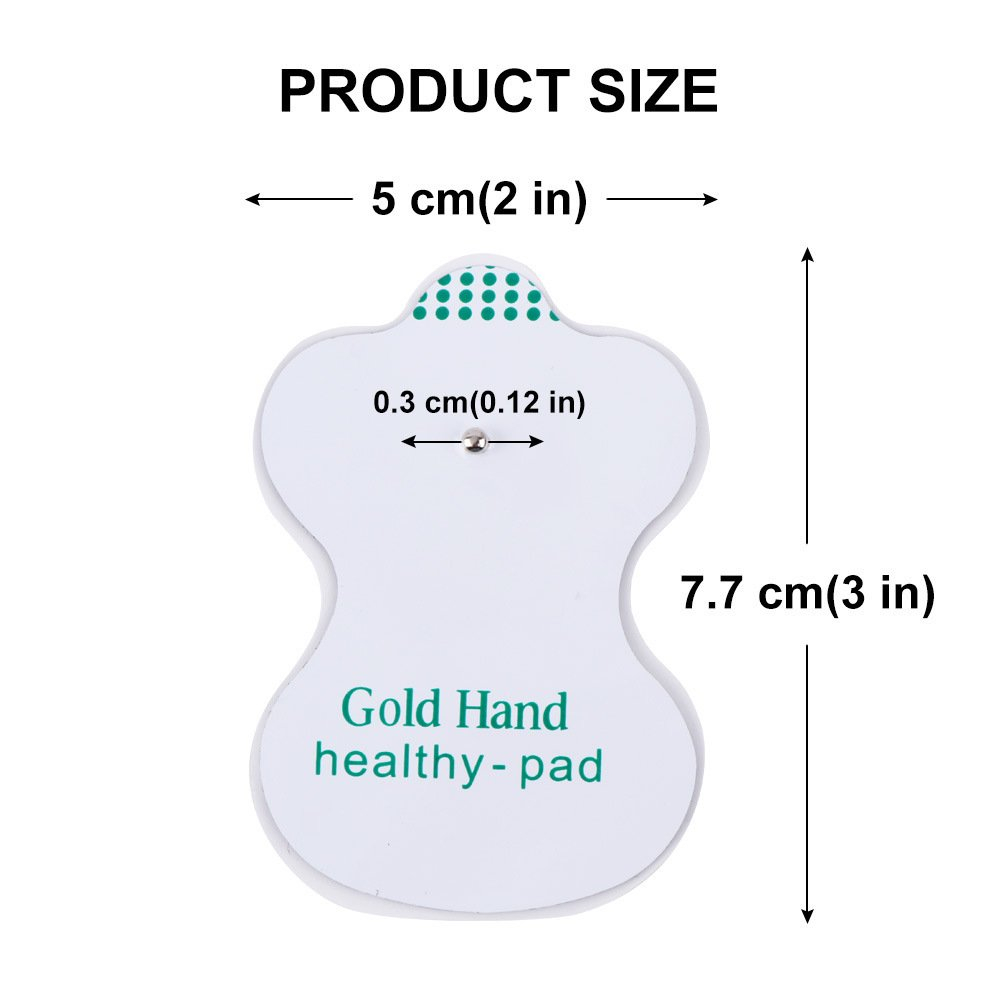 PRODUCT SIZE
5 cm(2 in)
0.3 cm(0.12 in)
7.7 cm(3 in)
Gold Hand
healthy-pad